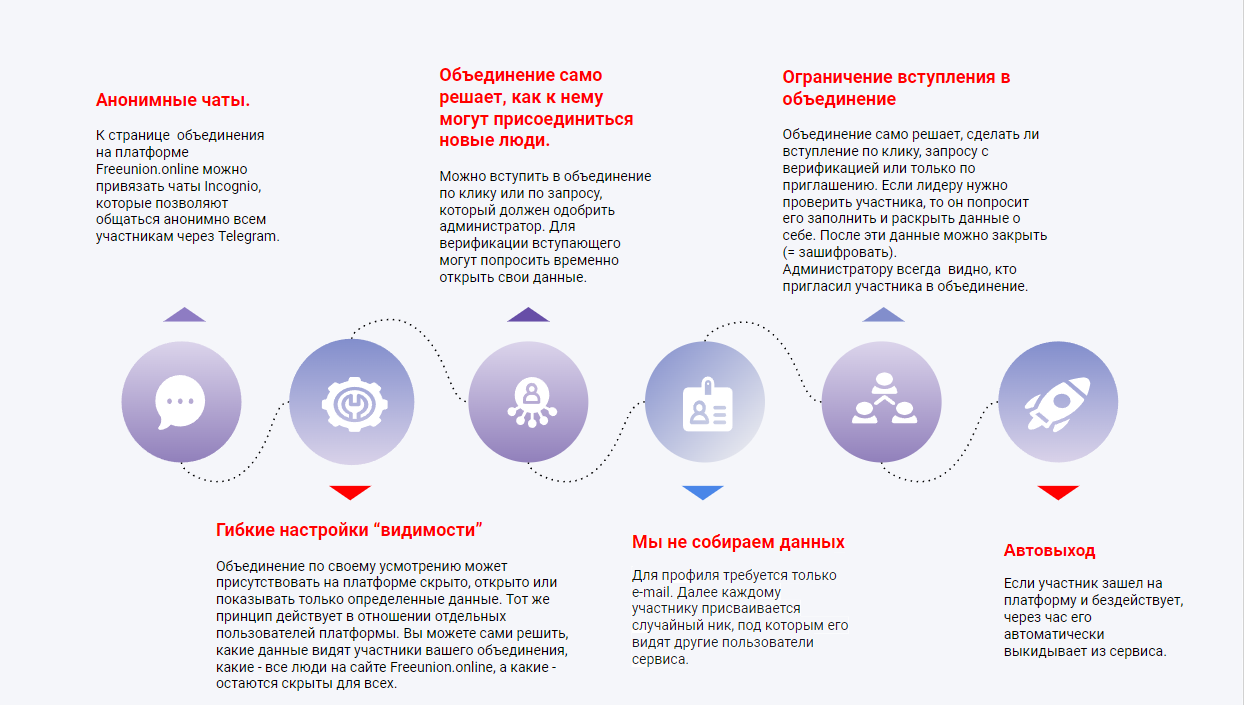 Анонимные чаты.
К странице  объединения
на платформе
Freeunion.online можно
привязать чаты Incognio,
которые позволяют
общаться анонимно всем
участникам через Telegram.
Объединение само
решает, как к нему
могут присоединиться
новые люди.
Можно вступить в объединение
по клику или по запросу,
который должен одобрить
администратор. Для
верификации вступающего
могут попросить временно
открыть свои данные.
Ограничение вступления в
объединение
Объединение само решает, сделать ли
вступление по клику, запросу с
верификацией или только по
приглашению. Если лидеру нужно
проверить участника, то он попросит
его заполнить и раскрыть данные о
себе. После эти данные можно закрыть
(= зашифровать).
Администратору всегда  видно, кто
пригласил участника в объединение.
Гибкие настройки “видимости”
Объединение по своему усмотрению может
присутствовать на платформе скрыто, открыто или
показывать только определенные данные. Тот же
принцип действует в отношении отдельных
пользователей платформы. Вы можете сами решить,
какие данные видят участники вашего объединения,
какие - все люди на сайте Freeunion.online, а какие -
остаются скрыты для всех.
Мы не собираем данных
Для профиля требуется только
e-mail. Далее каждому
участнику присваивается
случайный ник, под которым его
видят другие пользователи
сервиса.
Автовыход
Если участник зашел на
платформу и бездействует,
через час его
автоматически
выкидывает из сервиса.